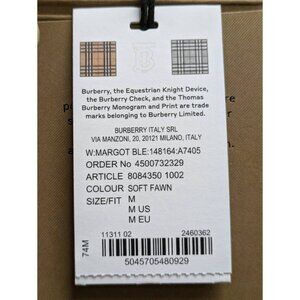 Burberry, the Equestrian Knight Device,
the Burberry Check, and the Thomas
Burberry Monogram and Print are trade
marks belonging to Burberry Limited.
BURBERRY ITALY SRL
VIA MANZONI, 20, 20121 MILANO, ITALY
W:MARGOT BLE:148164:A7405
ORDER No 4500732329
ARTICLE 8084350 1002
COLOUR SOFT FAWN
SIZE/FIT M
M US
M EU
74M
11311 02 2460362
5045705480929